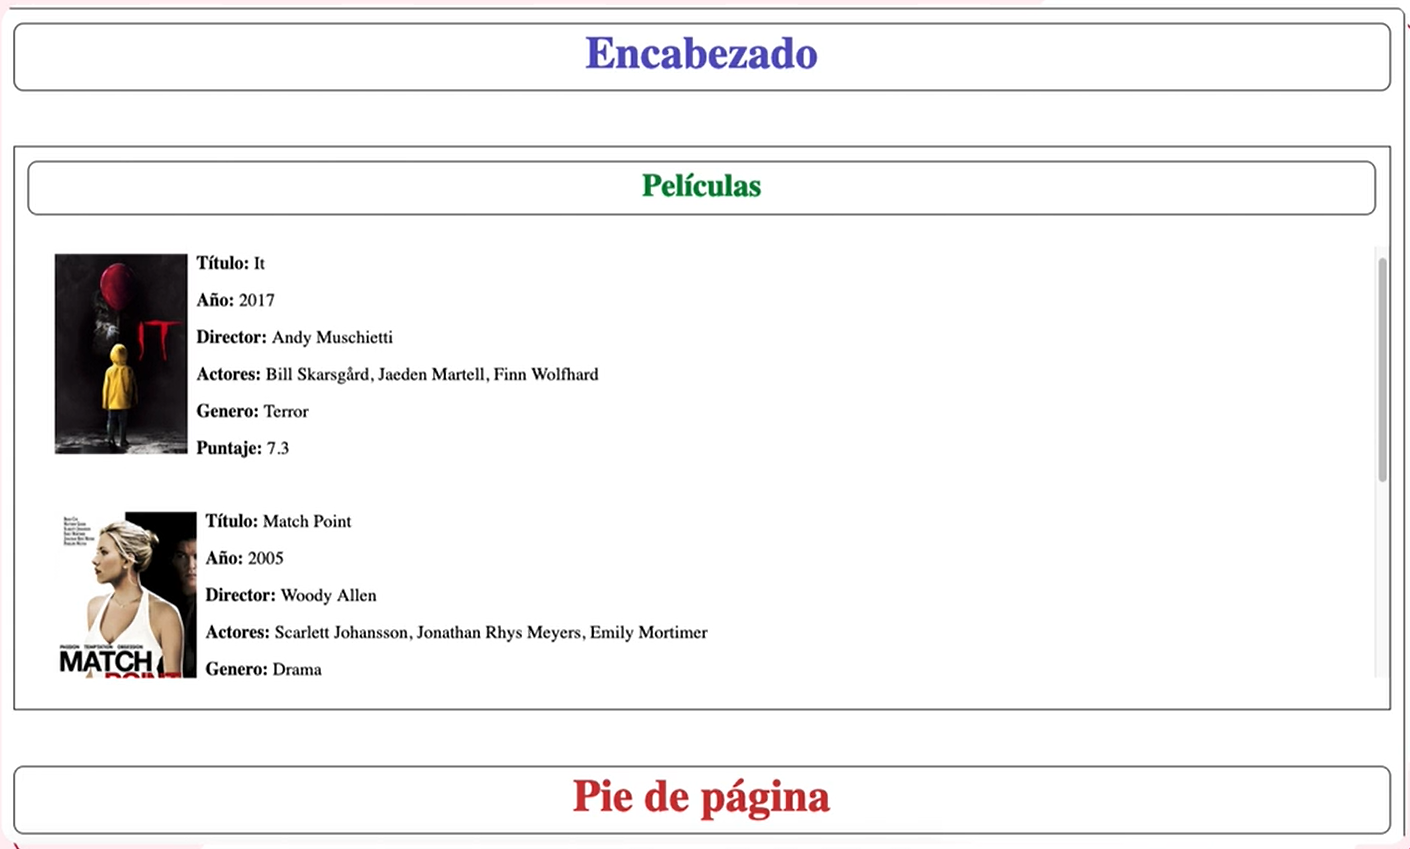 Encabezado
Películas
IT
Título: It
Año: 2017
Director: Andy Muschietti
Actores: Bill Skarsgård, Jaeden Martell, Finn Wolfhard
Genero: Terror
Puntaje: 7.3
PASSION TEMPTATION OBSESSION
MATCH
POINT
Título: Match Point
Año: 2005
Director: Woody Allen
Actores: Scarlett Johansson, Jonathan Rhys Meyers, Emily Mortimer
Genero: Drama
Pie de página